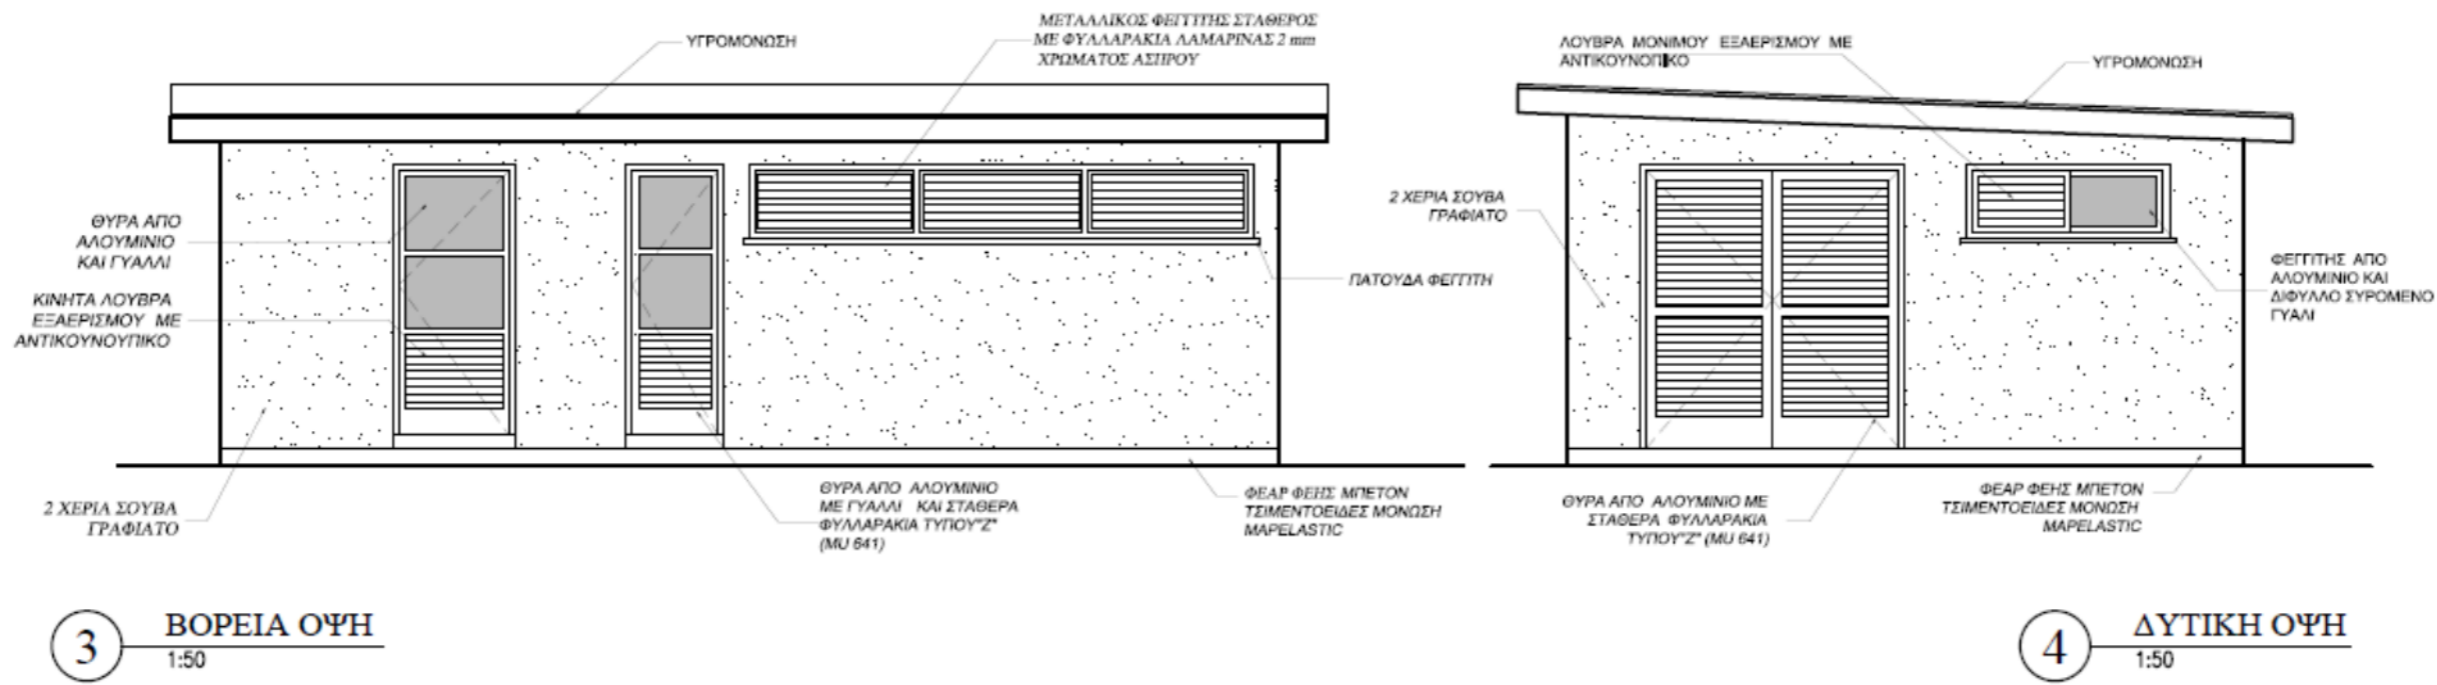 ΥΓΡΟΜΟΝΩΣΗ
ΜΕΤΑΛΛΙΚΟΣ ΦΕΓΓΙΤΗΣ ΣΤΑΘΕΡΟΣ
ΜΕ ΦΥΛΛΑΡΑΚΙΑ ΛΑΜΑΡΙΝΑΣ 2 mm
ΧΡΩΜΑΤΟΣ ΑΣΠΡΟΥ
ΘΥΡΑ ΑΠΟ
ΑΛΟΥΜΙΝΙΟ
ΚΑΙ ΓΥΑΛΛΙ
ΚΙΝΗΤΑ ΛΟΥΒΡΑ
ΕΞΑΕΡΙΣΜΟΥ ΜΕ
ΑΝΤΙΚΟΥΝΟΥΠΙΚΟ
2 ΧΕΡΙΑ ΣΟΥΒΑ
ΓΡΑΦΙΑΤΟ
ΠΑΤΟΥΔΑ ΦΕΓΓΙΤΗ
ΘΥΡΑ ΑΠΟ ΑΛΟΥΜΙΝΙΟ
ΜΕ ΓΥΑΛΛΙ ΚΑΙ ΣΤΑΘΕΡΑ
ΦΥΛΛΑΡΑΚΙΑ ΤΥΠΟΥ"Ζ"
(MU 641)
ΦΕΑΡ ΦΕΗΣ ΜΠΕΤΟΝ
ΤΣΙΜΕΝΤΟΕΙΔΕΣ ΜΟΝΩΣΗ
MAPELASTIC
3
ΒΟΡΕΙΑ ΟΨΗ
1:50
ΛΟΥΒΡΑ ΜΟΝΙΜΟΥ ΕΞΑΕΡΙΣΜΟΥ ΜΕ
ΑΝΤΙΚΟΥΝΟΠΙΚΟ
ΥΓΡΟΜΟΝΩΣΗ
2 ΧΕΡΙΑ ΣΟΥΒΑ
ΓΡΑΦΙΑΤΟ
ΦΕΓΓΙΤΗΣ ΑΠΟ
ΑΛΟΥΜΙΝΙΟ ΚΑΙ
ΔΙΦΥΛΛΟ ΣΥΡΟΜΕΝΟ
ΓΥΑΛΙ
ΘΥΡΑ ΑΠΟ ΑΛΟΥΜΙΝΙΟ ΜΕ
ΣΤΑΘΕΡΑ ΦΥΛΛΑΡΑΚΙΑ
ΤΥΠΟΥ"Ζ" (MU 641)
ΦΕΑΡ ΦΕΗΣ ΜΠΕΤΟΝ
ΤΣΙΜΕΝΤΟΕΙΔΕΣ ΜΟΝΩΣΗ
MAPELASTIC
4
ΔΥΤΙΚΗ ΟΨΗ
1:50